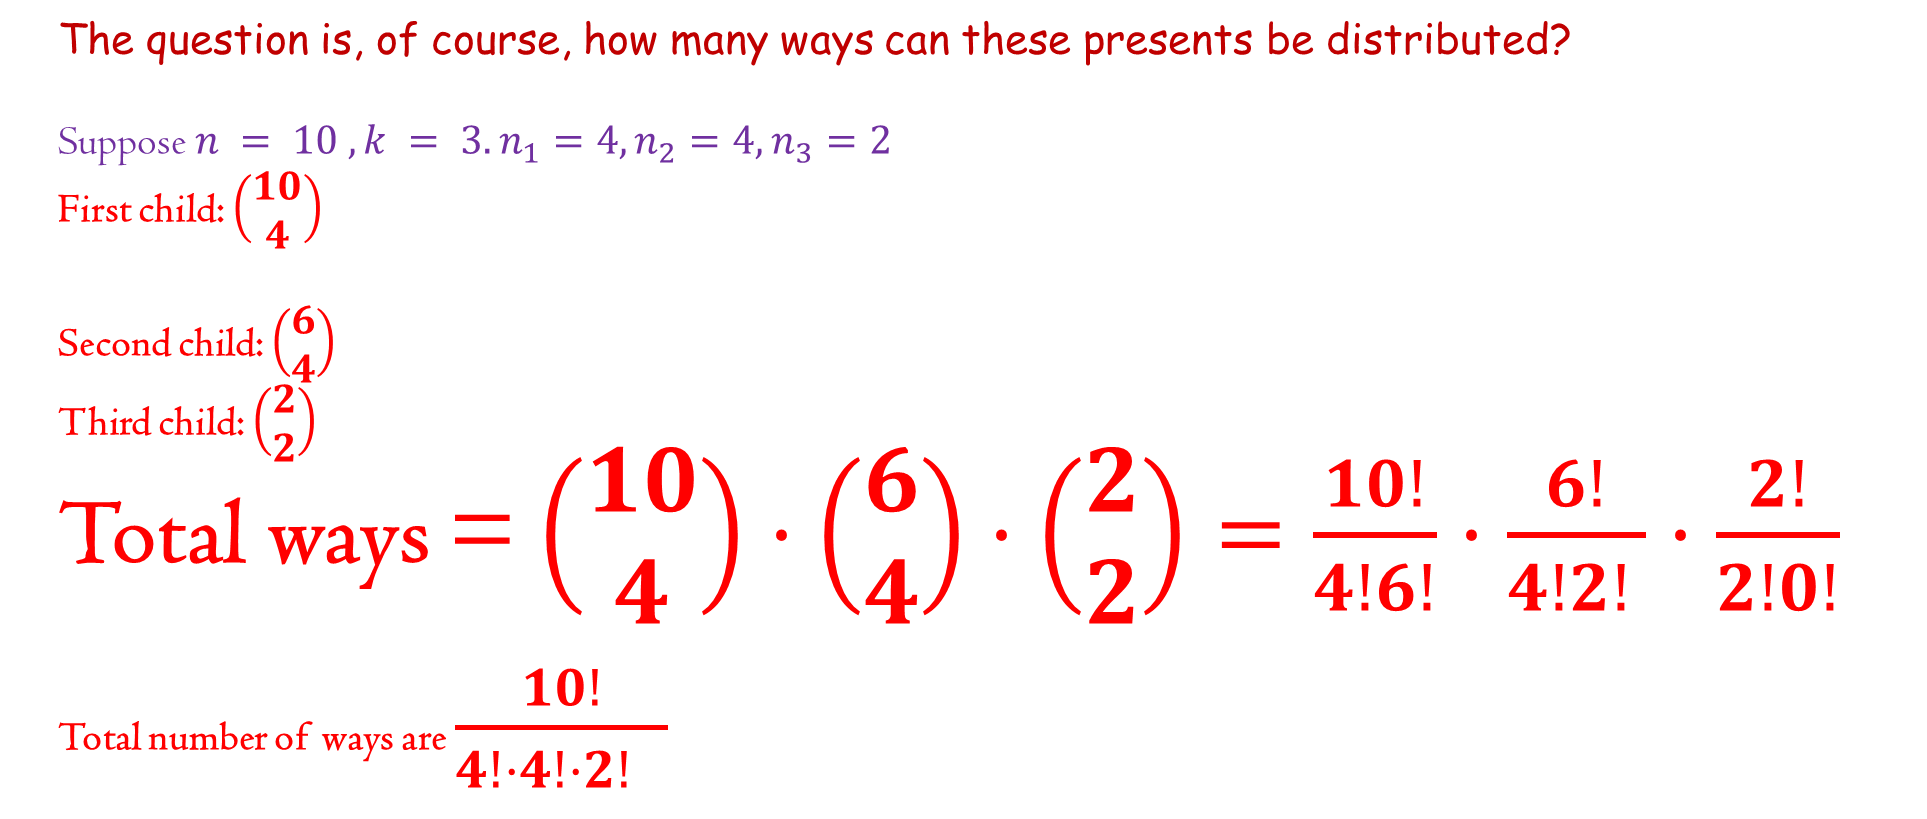 The question is, of course, how many ways can these presents be distributed?
Suppose n = 10 , k = 3. n₁ = 4, n₂ = 4, n₃ = 2
First child: (10 4)
Second child: (6 4)
Third child: (2 2)
Total ways = (10 4) · (6 4) · (2 2) = 10!/4!6! · 6!/4!2! · 2!/2!0!
Total number of ways are 10!/4!·4!·2!